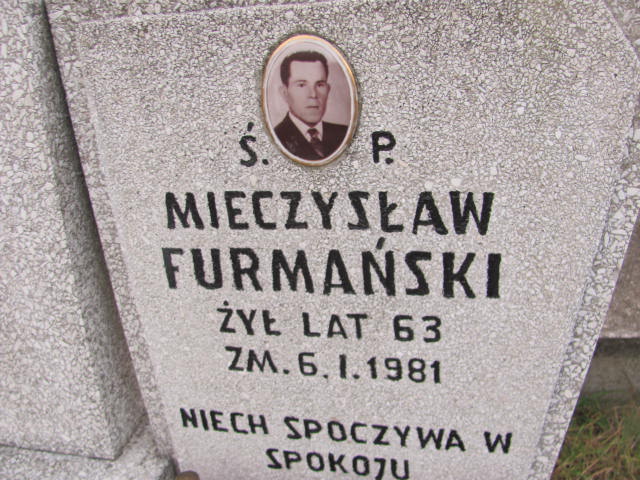 Ś. P.
MIECZYSŁAW
FURMAŃSKI
ŻYŁ LAT 63
ZM. 6. I. 1981
NIECH SPOCZYWA W
SPOKOJU